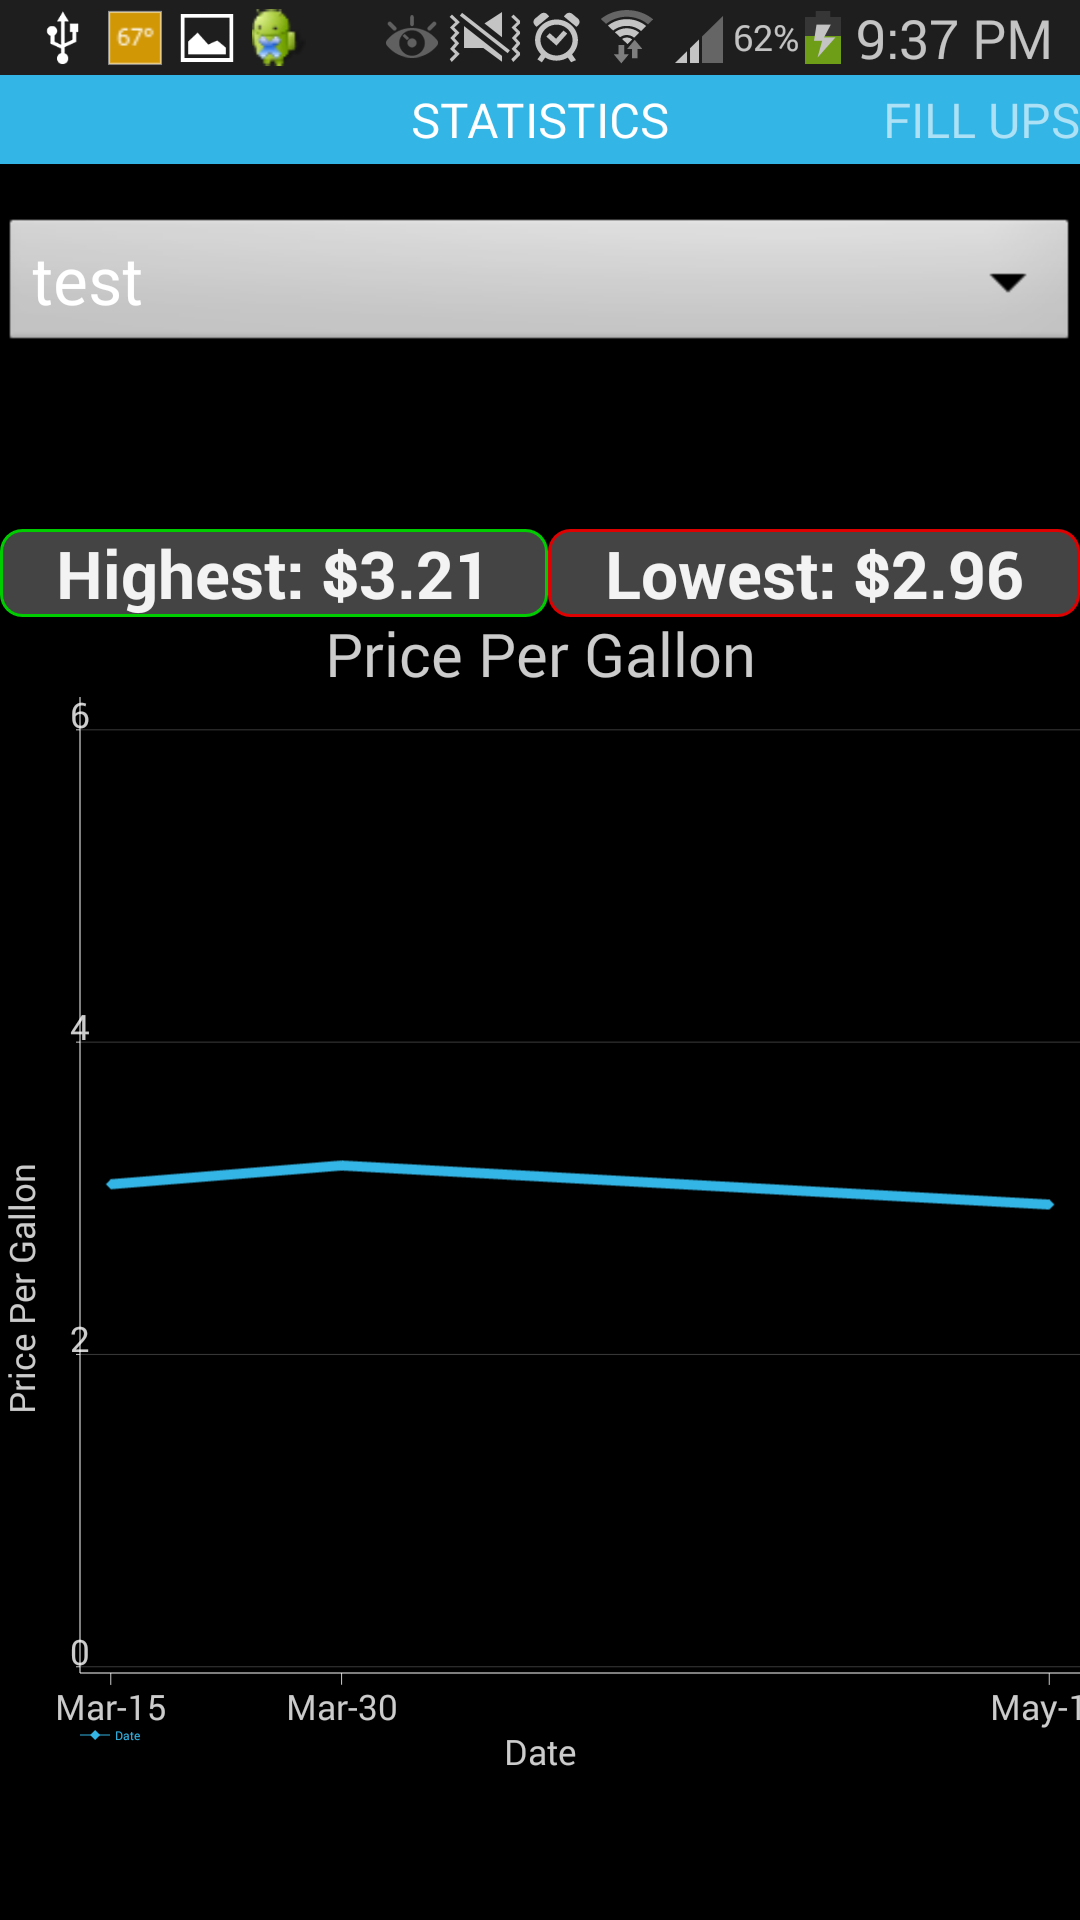 67° 62% 9:37 PM
STATISTICS FILL UPS
test
Highest: $3.21 Lowest: $2.96
Price Per Gallon
6
4
2
0
Price Per Gallon
Mar-15 Mar-30 May-1
Date
Date